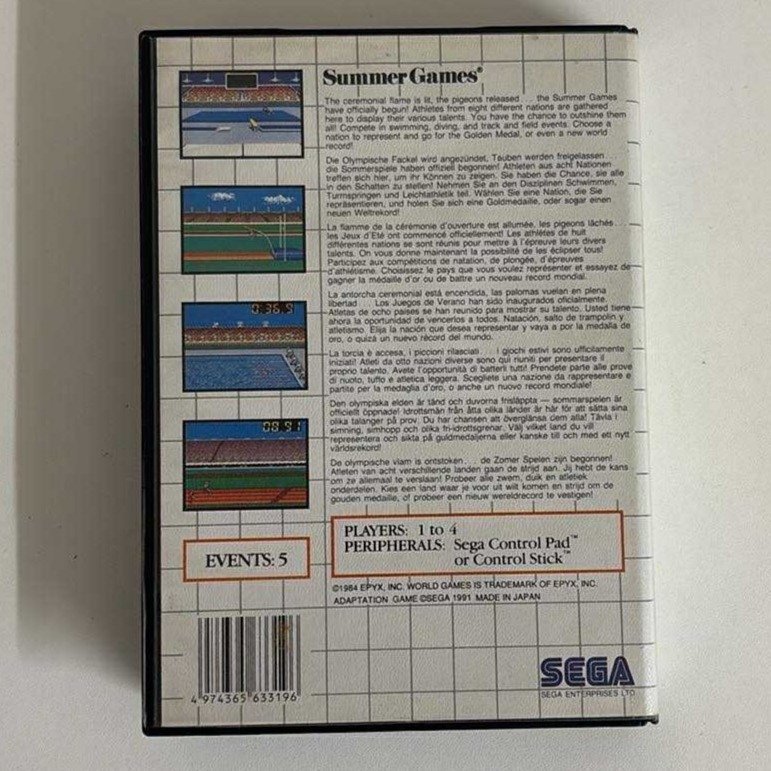 Summer Games®
The ceremonial flame is lit, the pigeons released . . . the Summer Games
have officially begun! Athletes from eight different nations are gathered
here to display their various talents. You have the chance to outshine them
all! Compete in swimming, diving, and track and field events. Choose a
nation to represent and go for the Golden Medal, or even a new world
record!
Die Olympische Fackel wird angezündet, Tauben werden freigelassen
die Sommerspiele haben offiziell begonnen! Athleten aus acht Nationen
treffen sich hier, um ihr Können zu zeigen. Sie haben die Chance, sie alle
in den Schatten zu stellen! Nehmen Sie an den Disziplinen Schwimmen,
Turmspringen und Leichtathletik teil. Wählen Sie eine Nation, die Sie
repräsentieren, und holen Sie sich eine Goldmedaille, oder sogar einen
neuen Weltrekord!
La flamme de la cérémonie d'ouverture est allumée, les pigeons lâchés . . .
les Jeux d'Eté ont commencé officiellement! Les athlètes de huit
différentes nations se sont réunis pour mettre à l'épreuve leurs divers
talents. On vous donne maintenant la possibilité de les éclipser tous!
Participez aux compétitions de natation, de plongée, d'épreuves
d'athlétisme. Choisissez le pays que vous voulez représenter et essayez de
gagner la médaille d'or ou de battre un nouveau record mondial.
La antorcha ceremonial está encendida, las palomas vuelan en plena
libertad . . . Los Juegos de Verano han sido inaugurados oficialmente.
Atletas de ocho países se han reunido para mostrar su talento. Usted tiene
ahora la oportunidad de vencerlos a todos. Natación, salto de trampolín y
atletismo. Elija la nación que desea representar y vaya a por la medalla de
oro, o quizá un nuevo récord del mundo.
La torcia è accesa, i piccioni rilasciati . . . i giochi estivi sono ufficilamente
iniziati! Atleti da otto nazioni diverse sono qui riuniti per presentare il
proprio talento. Avete l'opportunità di batterli tutti! Prendete parte alle prove
di nuoto, tuffo e atletica leggera. Scegliete una nazione da rappresentare e
partite per la medaglia d'oro, o anche un nuovo record mondiale!
Den olympiska elden är tänd och duvorna frisläppta — sommarspelen är
officiellt öppnade! Idrottsmän från åtta olika länder är här för att sätta sina
olika talanger på prov. Du har chansen att överglänsa dem alla! Tävla i
simning, simhopp och olika fri-idrottsgrenar. Välj vilket land du vill
representera och sikta på guldmedaljerna eller kanske till och med ett nytt
världsrekord!
De olympische vlam is ontstoken. . . de Zomer Spelen zijn begonnen!
Atleten van acht verschillende landen gaan de strijd aan. Jij hebt de kans
om ze allemaal te verslaan! Probeer alle zwem, duik en atletiek
onderdelen. Kies een land waar je voor uit wilt komen en strijd om de
gouden medaille, of probeer een nieuw wereldrecord te vestigen!
0:36.9
08.91
EVENTS: 5
PLAYERS: 1 to 4
PERIPHERALS: Sega Control Pad™
or Control Stick™
©1984 EPYX, INC. WORLD GAMES IS TRADEMARK OF EPYX, INC.
ADAPTATION GAME ©SEGA 1991 MADE IN JAPAN
4 974365 633196
SEGA
SEGA ENTERPRISES LTD.